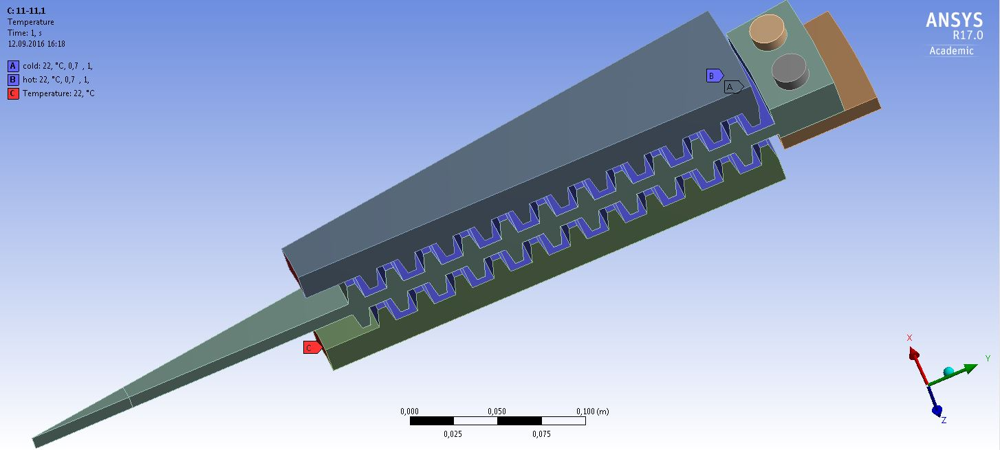 C: 11-11,1
Temperature
Time: 1, s
12.09.2016 16:18
A cold: 22, °C, 0,7 , 1,
B hot: 22, °C, 0,7 , 1,
C Temperature: 22, °C
ANSYS
R17.0
Academic
B
A
C
X
Y
Z
0,000 0,050 0,100 (m)
0,025 0,075